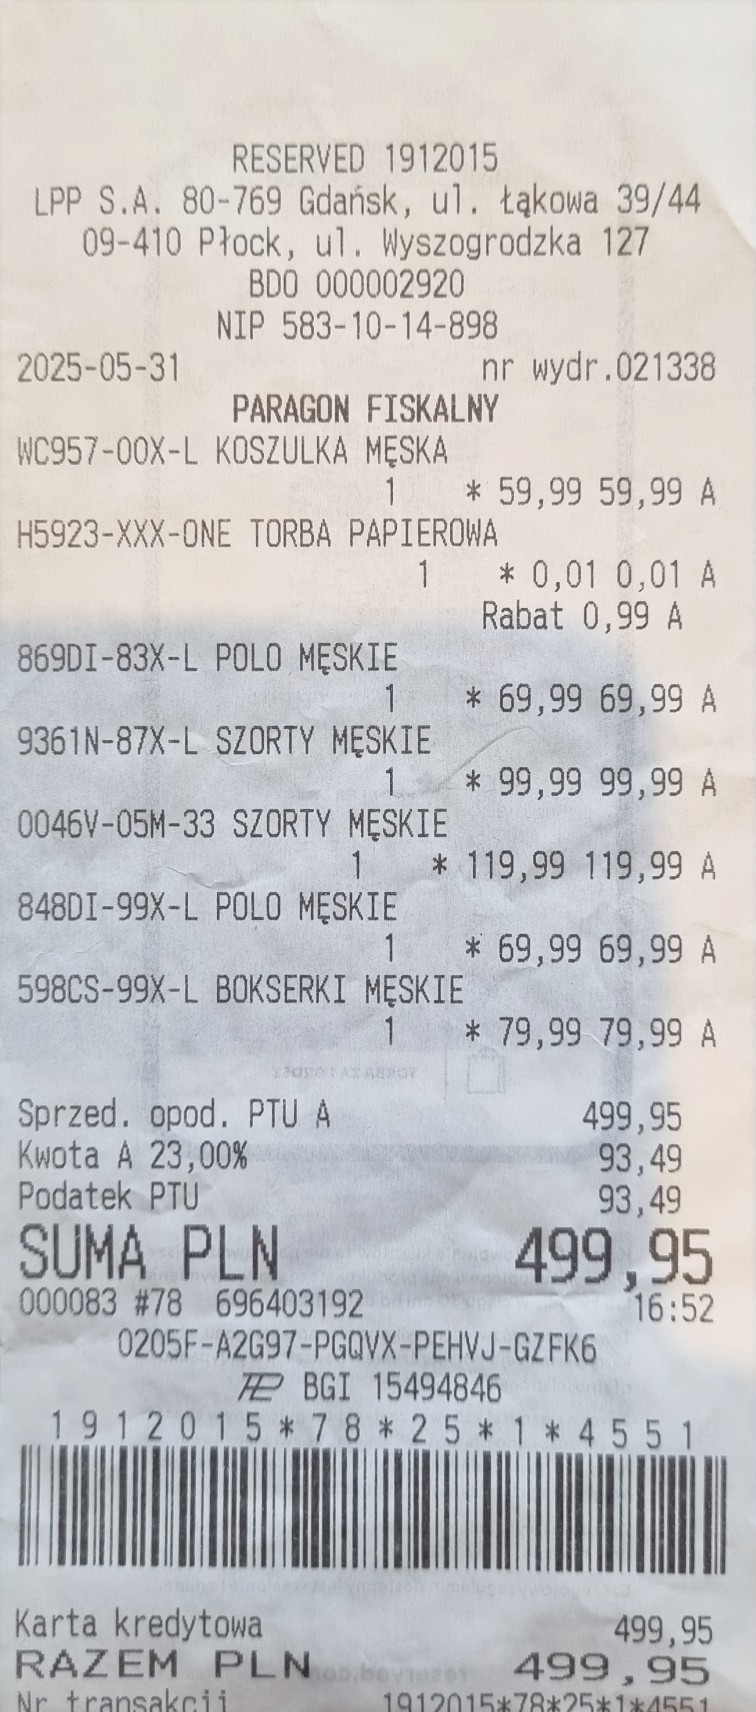 RESERVED 1912015
LPP S.A. 80-769 Gdańsk, ul. Łąkowa 39/44
09-410 Płock, ul. Wyszogrodzka 127
BDO 000002920
NIP 583-10-14-898
2025-05-31 nr wydr.021338
PARAGON FISKALNY
WC957-00X-L KOSZULKA MĘSKA
1 * 59,99 59,99 A
H5923-XXX-ONE TORBA PAPIEROWA
1 * 0,01 0,01 A
Rabat 0,99 A
869DI-83X-L POLO MĘSKIE
1 * 69,99 69,99 A
9361N-87X-L SZORTY MĘSKIE
1 * 99,99 99,99 A
0046V-05M-33 SZORTY MĘSKIE
1 * 119,99 119,99 A
848DI-99X-L POLO MĘSKIE
1 * 69,99 69,99 A
598CS-99X-L BOKSERKI MĘSKIE
1 * 79,99 79,99 A
Sprzed. opod. PTU A 499,95
Kwota A 23,00% 93,49
Podatek PTU 93,49
SUMA PLN 499,95
000083 #78 696403192 16:52
0205F-A2G97-PGQVX-PEHVJ-GZFK6
BGI 15494846
1912015*78*25*1*4551
Karta kredytowa 499,95
RAZEM PLN 499,95
Nr transakcji 1912015*78*25*1*4551